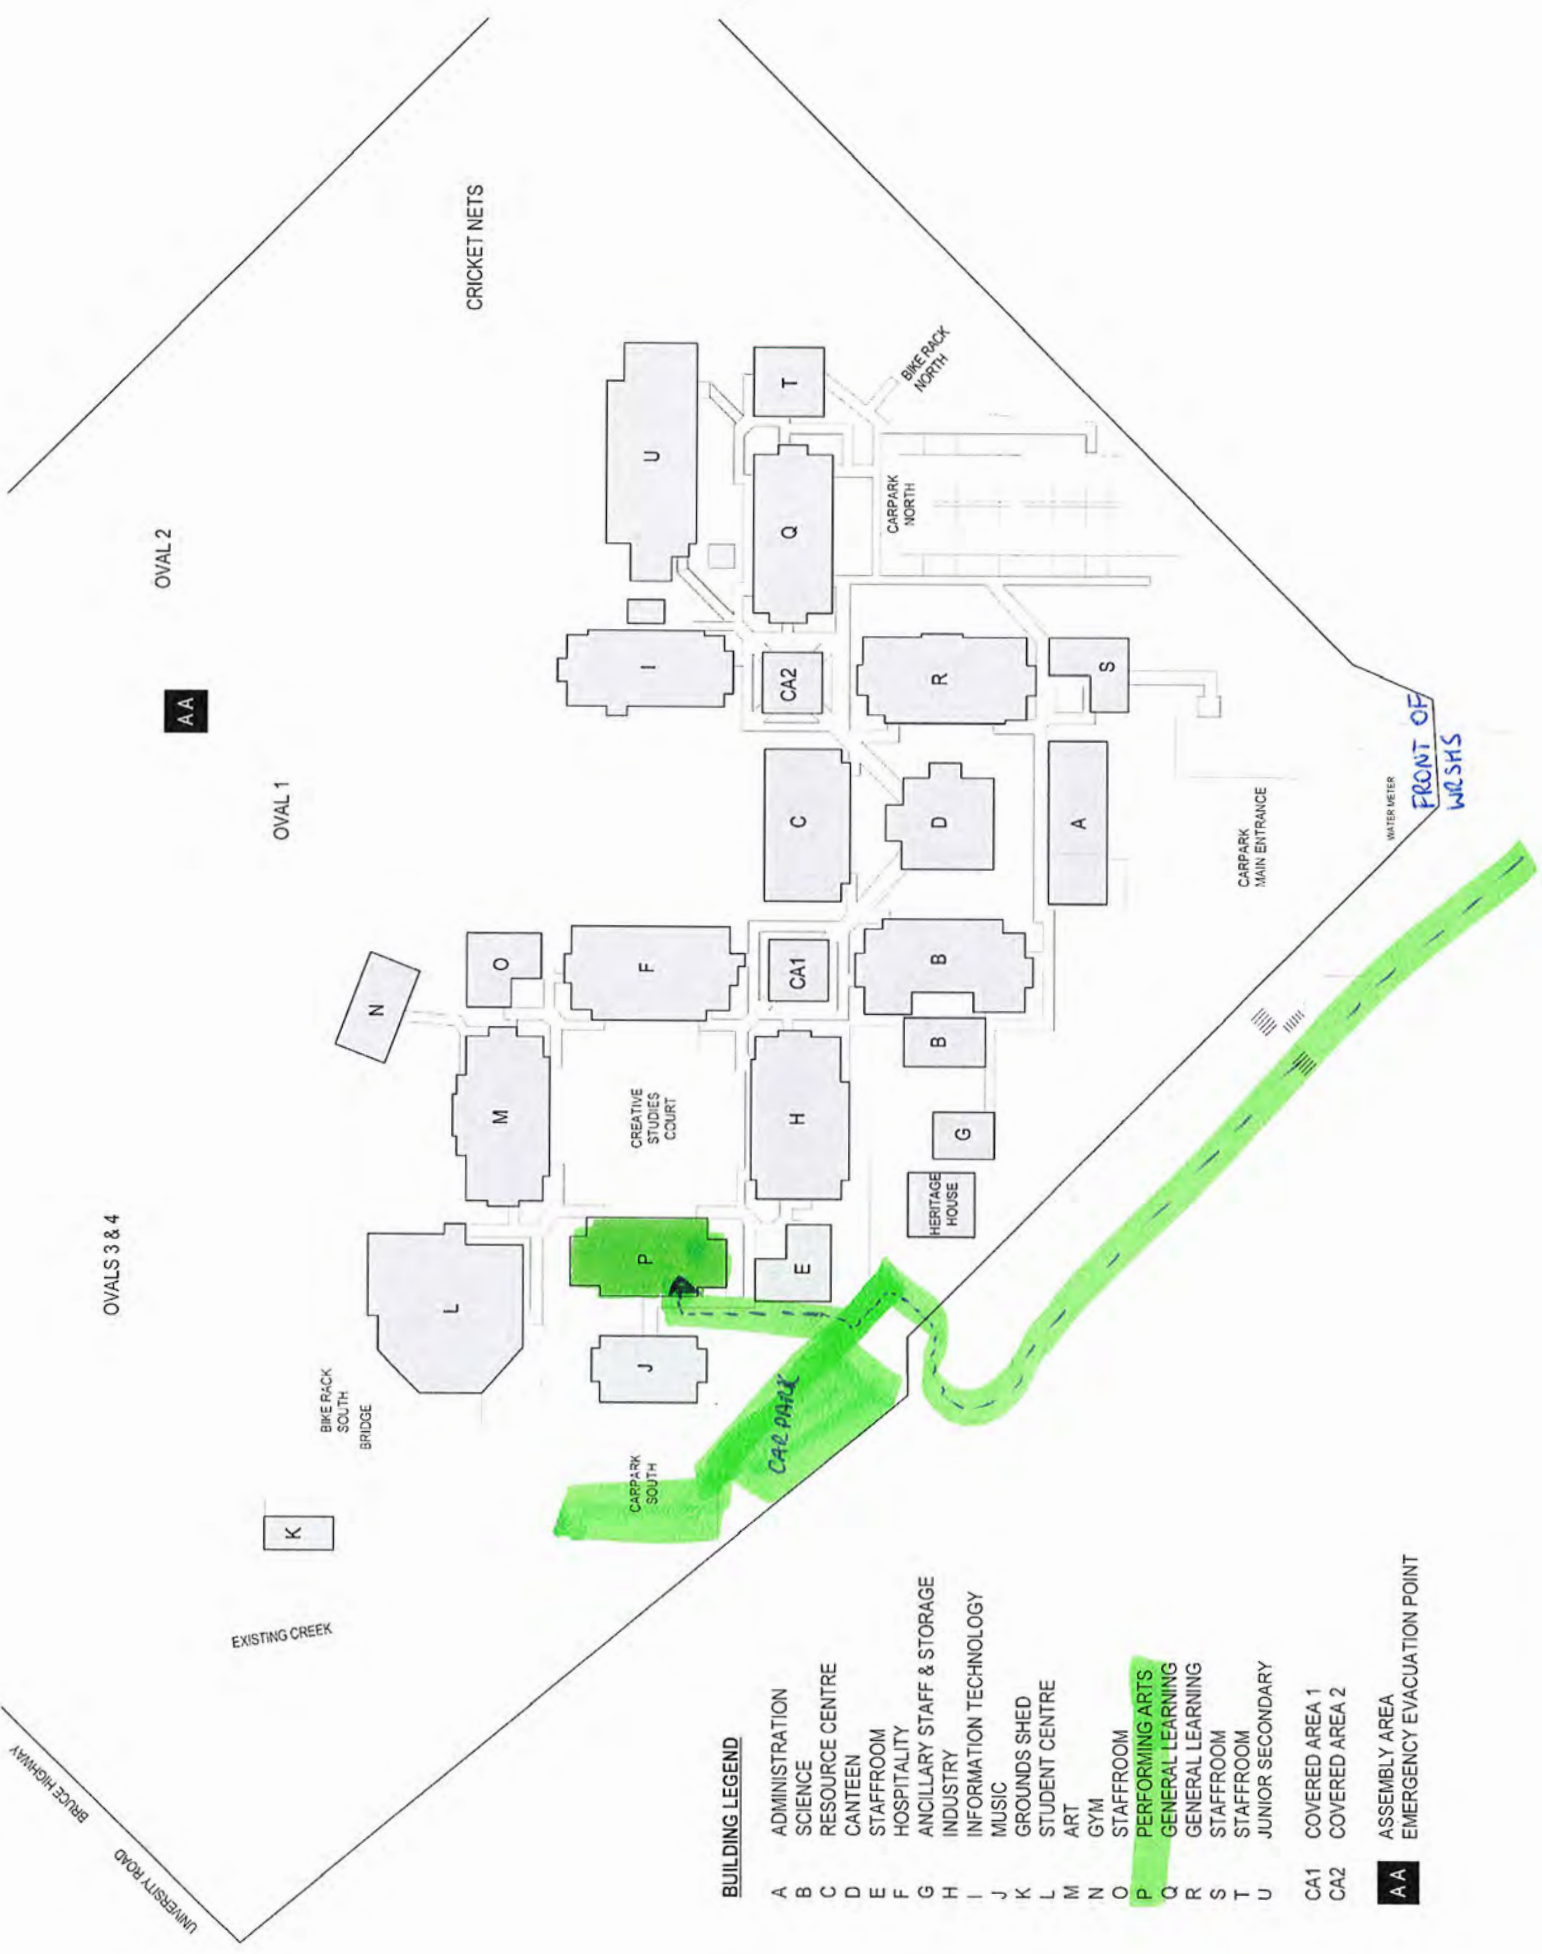 BRUCE HIGHWAY
UNIVERSITY ROAD
OVALS 3 & 4
OVAL 2
AA
EXISTING CREEK
OVAL 1
K
BIKE RACK
SOUTH
BRIDGE
N
CRICKET NETS
L
M
O
CARPARK
SOUTH
J
P
CREATIVE
STUDIES
COURT
F
I
U
CARPARK
E
H
CA1
C
CA2
Q
T
HERITAGE
HOUSE
G
B
B
D
R
CARPARK
NORTH
BIKE RACK
NORTH
A
S
CARPARK
MAIN ENTRANCE
WATER METER
FRONT OF
WRSHS
BUILDING LEGEND
A ADMINISTRATION
B SCIENCE
C RESOURCE CENTRE
D CANTEEN
E STAFFROOM
F HOSPITALITY
G ANCILLARY STAFF & STORAGE
H INDUSTRY
I INFORMATION TECHNOLOGY
J MUSIC
K GROUNDS SHED
L STUDENT CENTRE
M ART
N GYM
O STAFFROOM
P PERFORMING ARTS
Q GENERAL LEARNING
R GENERAL LEARNING
S STAFFROOM
T STAFFROOM
U JUNIOR SECONDARY
CA1 COVERED AREA 1
CA2 COVERED AREA 2
AA ASSEMBLY AREA
EMERGENCY EVACUATION POINT